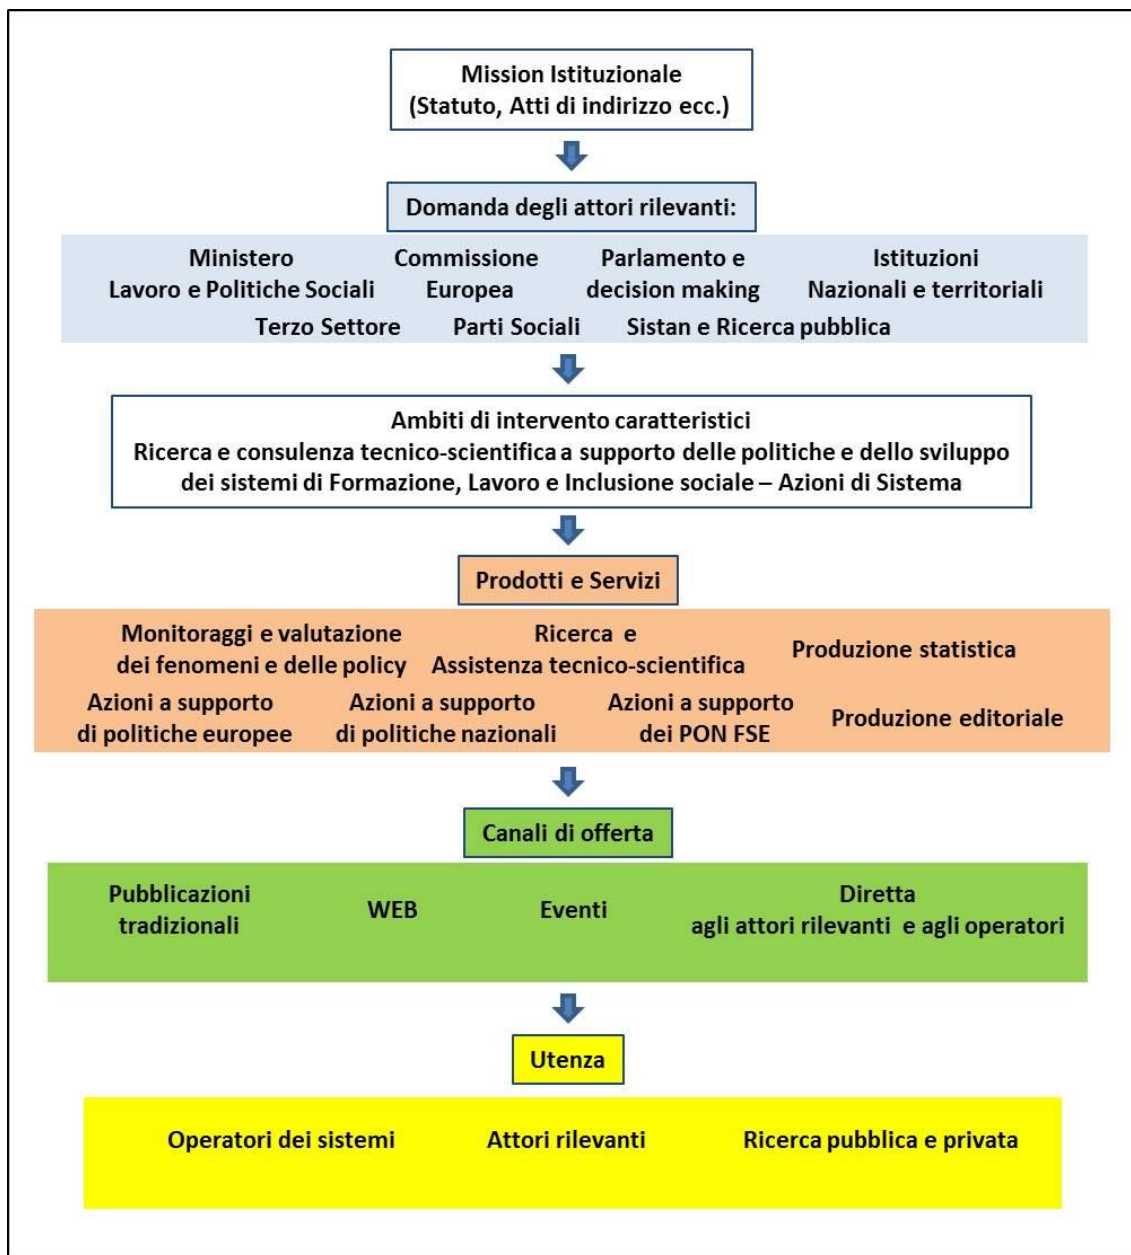 Mission Istituzionale
(Statuto, Atti di indirizzo ecc.)
Domanda degli attori rilevanti:
Ministero
Lavoro e Politiche Sociali
Commissione
Europea
Parlamento e
decision making
Istituzioni
Nazionali e territoriali
Terzo Settore
Parti Sociali
Sistan e Ricerca pubblica
Ambiti di intervento caratteristici
Ricerca e consulenza tecnico-scientifica a supporto delle politiche e dello sviluppo
dei sistemi di Formazione, Lavoro e Inclusione sociale – Azioni di Sistema
Prodotti e Servizi
Monitoraggi e valutazione
dei fenomeni e delle policy
Ricerca e
Assistenza tecnico-scientifica
Produzione statistica
Azioni a supporto
di politiche europee
Azioni a supporto
di politiche nazionali
Azioni a supporto
dei PON FSE
Produzione editoriale
Canali di offerta
Pubblicazioni
tradizionali
WEB
Eventi
Diretta
agli attori rilevanti e agli operatori
Utenza
Operatori dei sistemi
Attori rilevanti
Ricerca pubblica e privata